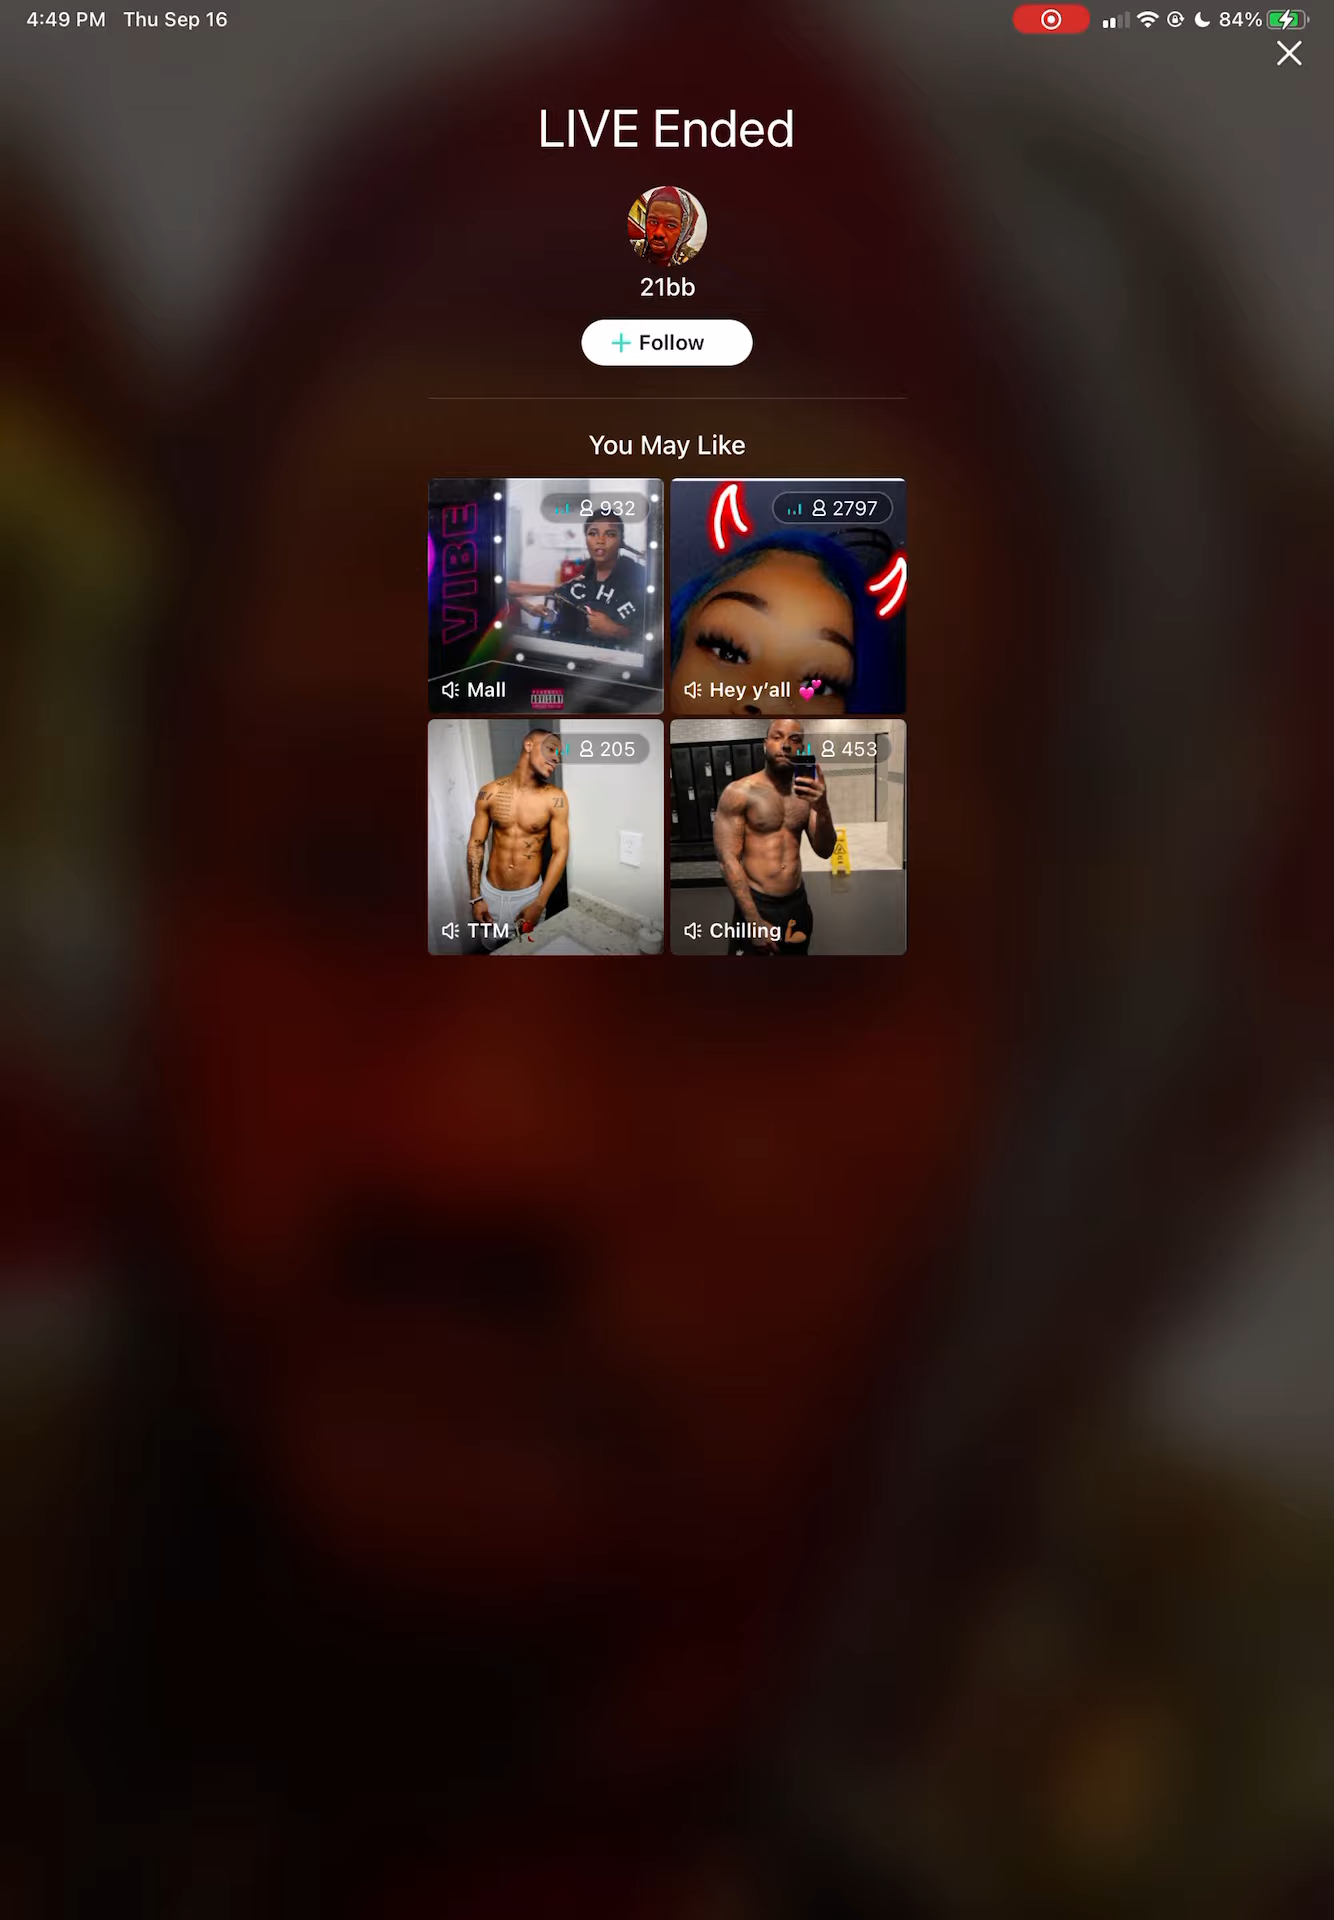 4:49 PM Thu Sep 16
84%
LIVE Ended
21bb
+ Follow
You May Like
932
2797
VIBE
CHE
Mall
Hey y’all 💕
205
453
TTM 🥀
Chilling 💪